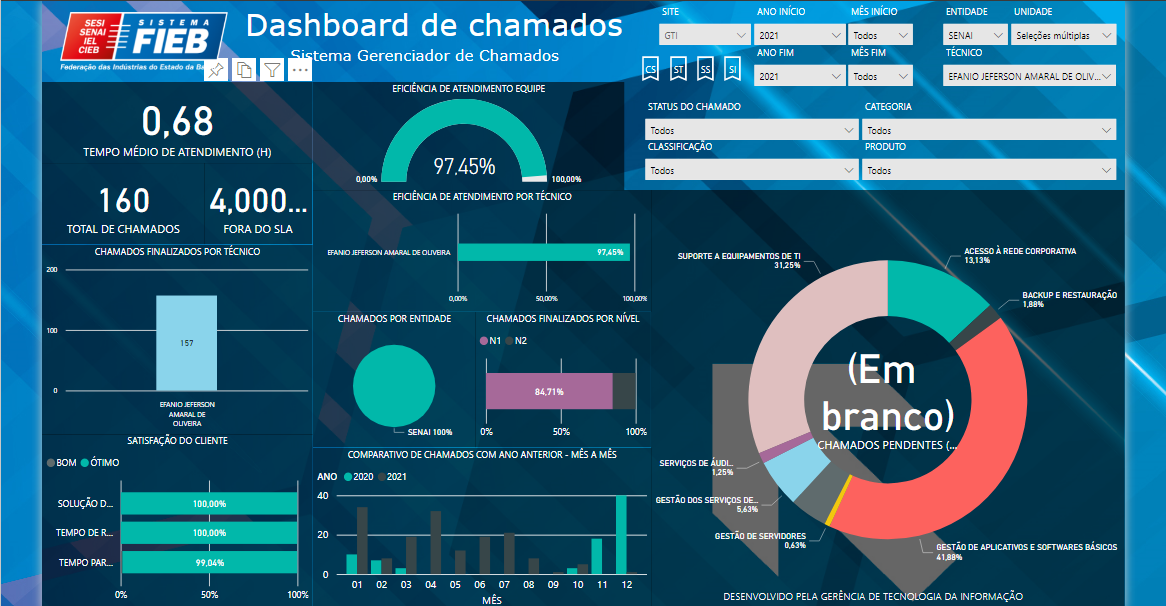 SESI
SENAI
IEL
CIEB
SISTEMA
FIEB
Federação das Indústrias do Estado da Ba
Dashboard de chamados
Sistema Gerenciador de Chamados
SITE
GTI
ANO INÍCIO
2021
MÊS INÍCIO
Todos
ENTIDADE
SENAI
UNIDADE
Seleções múltiplas
CS
ST
SS
SI
ANO FIM
2021
MÊS FIM
Todos
TÉCNICO
EFANIO JEFERSON AMARAL DE OLIV...
STATUS DO CHAMADO
Todos
CATEGORIA
Todos
CLASSIFICAÇÃO
Todos
PRODUTO
Todos
0,68
TEMPO MÉDIO DE ATENDIMENTO (H)
160
TOTAL DE CHAMADOS
4,000...
FORA DO SLA
EFICIÊNCIA DE ATENDIMENTO EQUIPE
97.45%
0,00%
100,00%
EFICIÊNCIA DE ATENDIMENTO POR TÉCNICO
EFANIO JEFERSON AMARAL DE OLIVEIRA
97,45%
0,00%
50,00%
100,00%
CHAMADOS FINALIZADOS POR TÉCNICO
200
100
0
157
EFANIO JEFERSON
AMARAL DE
OLIVEIRA
CHAMADOS POR ENTIDADE
SENAI 100%
CHAMADOS FINALIZADOS POR NÍVEL
N1 N2
84,71%
0%
50%
100%
SATISFAÇÃO DO CLIENTE
BOM ÓTIMO
SOLUÇÃO D...
100,00%
TEMPO DE R...
100,00%
TEMPO PAR...
99,04%
0%
50%
100%
COMPARATIVO DE CHAMADOS COM ANO ANTERIOR - MÊS A MÊS
ANO 2020 2021
40
20
0
01 02 03 04 05 06 07 08 09 10 11 12
MÊS
SUPORTE A EQUIPAMENTOS DE TI
31,25%
ACESSO À REDE CORPORATIVA
13,13%
BACKUP E RESTAURAÇÃO
1,88%
(Em
branco)
CHAMADOS PENDENTES (...
SERVIÇOS DE ÁUDI...
1,25%
GESTÃO DOS SERVIÇOS DE...
5,63%
GESTÃO DE SERVIDORES
0,63%
GESTÃO DE APLICATIVOS E SOFTWARES BÁSICOS
41,88%
DESENVOLVIDO PELA GERÊNCIA DE TECNOLOGIA DA INFORMAÇÃO